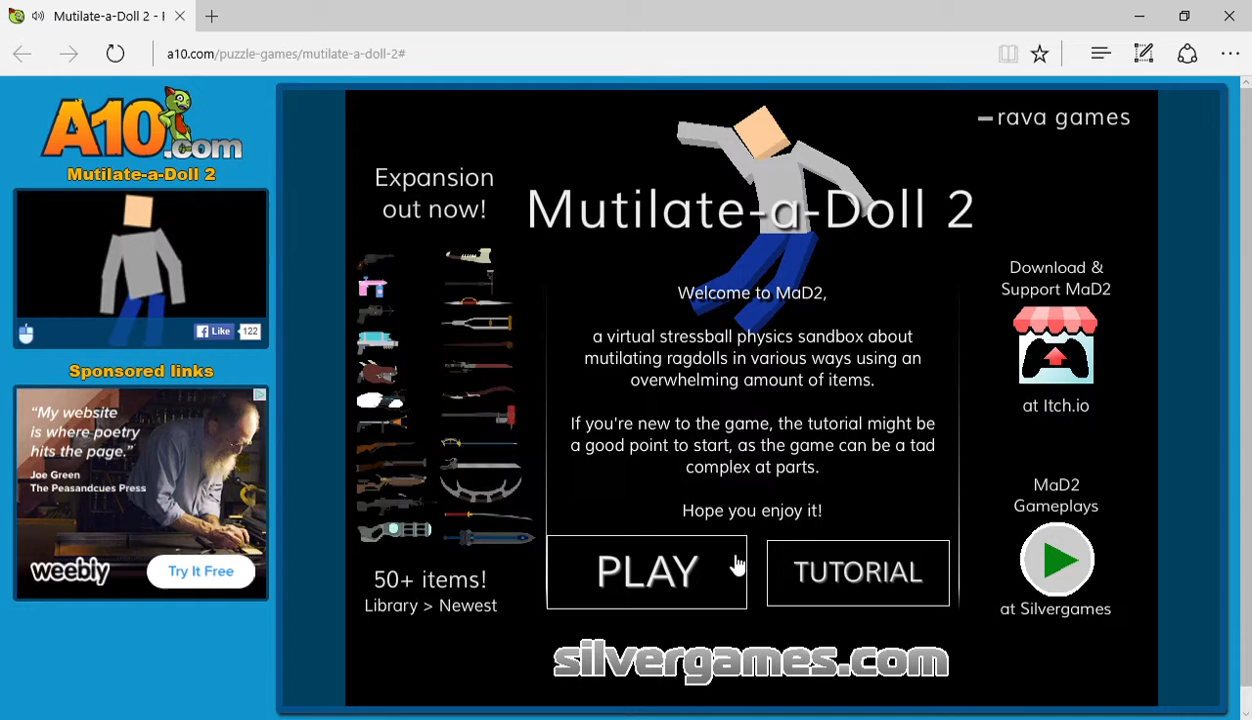 Mutilate-a-Doll 2 - F
a10.com/puzzle-games/mutilate-a-doll-2#
A10.com
Mutilate-a-Doll 2
Like
122
Sponsored links
“My website
is where poetry
hits the page.”
Joe Green
The Peasandcues Press
weebly
Try It Free
rava games
Expansion
out now!
Mutilate-a-Doll 2
Welcome to MaD2,
a virtual stressball physics sandbox about
mutilating ragdolls in various ways using an
overwhelming amount of items.
If you're new to the game, the tutorial might be
a good point to start, as the game can be a tad
complex at parts.
Hope you enjoy it!
PLAY
TUTORIAL
50+ items!
Library > Newest
Download &
Support MaD2
at Itch.io
MaD2
Gameplays
at Silvergames
silvergames.com